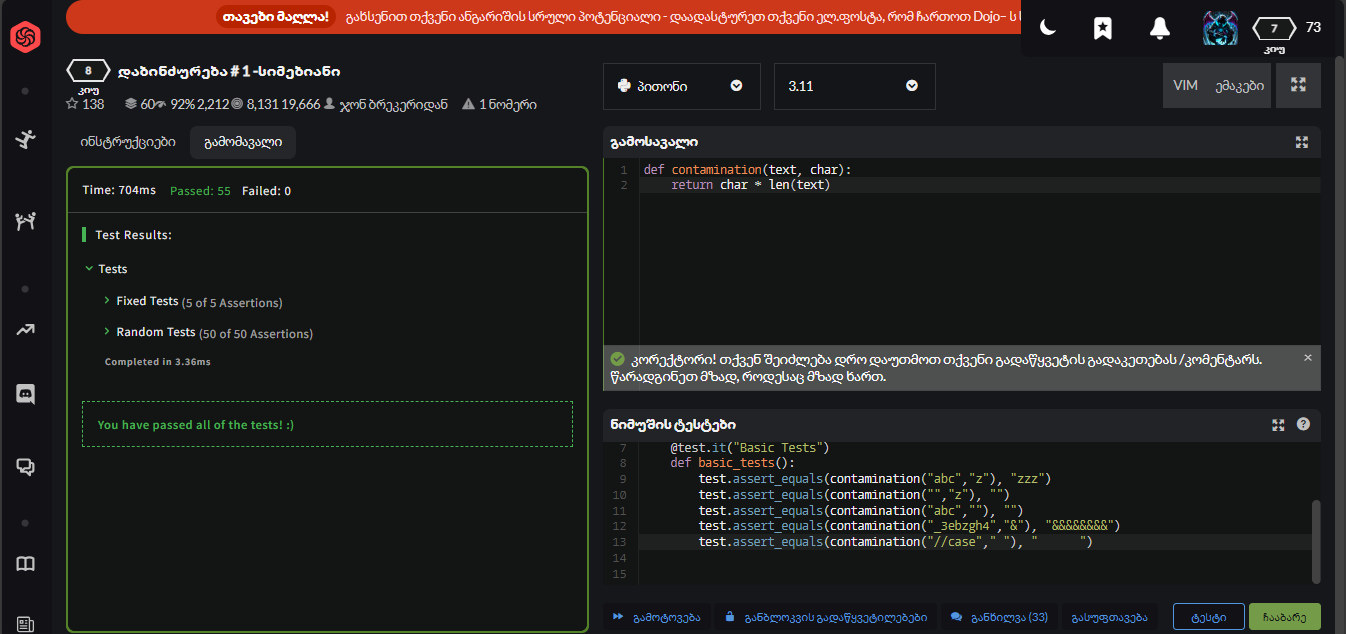 თავები მაღლა! გახსენით თქვენი ანგარიშის სრული პოტენციალი - დაადასტურეთ თქვენი ელ.ფოსტა, რომ ჩართოთ Dojo– ს
7 კიუ 73
8 კიუ დაბინძურება # 1 -სიმებიანი
138 60 92% 2,212 8,131 19,666 ჯონ ბრეკერიდან 1 ნომერი
პითონი 3.11 VIM ემაკები
ინსტრუქციები გამომავალი
Time: 704ms Passed: 55 Failed: 0
Test Results:
Tests
Fixed Tests (5 of 5 Assertions)
Random Tests (50 of 50 Assertions)
Completed in 3.36ms
You have passed all of the tests! :)
გამოსავალი
1 def contamination(text, char):
2 return char * len(text)
კორექტორი! თქვენ შეიძლება დრო დაუთმოთ თქვენი გადაწყვეტის გადაკეთებას /კომენტარს.
წარადგინეთ მზად, როდესაც მზად ხართ.
ნიმუშის ტესტები
7 @test.it("Basic Tests")
8 def basic_tests():
9 test.assert_equals(contamination("abc","z"), "zzz")
10 test.assert_equals(contamination("","z"), "")
11 test.assert_equals(contamination("abc",""), "")
12 test.assert_equals(contamination("_3ebzgh4","&"), "&&&&&&&&")
13 test.assert_equals(contamination("//case"," "), "      ")
14
15
გამოტოვება განბლოკვის გადაწყვეტილებები განხილვა (33) გასუფთავება ტესტი ჩააბარე